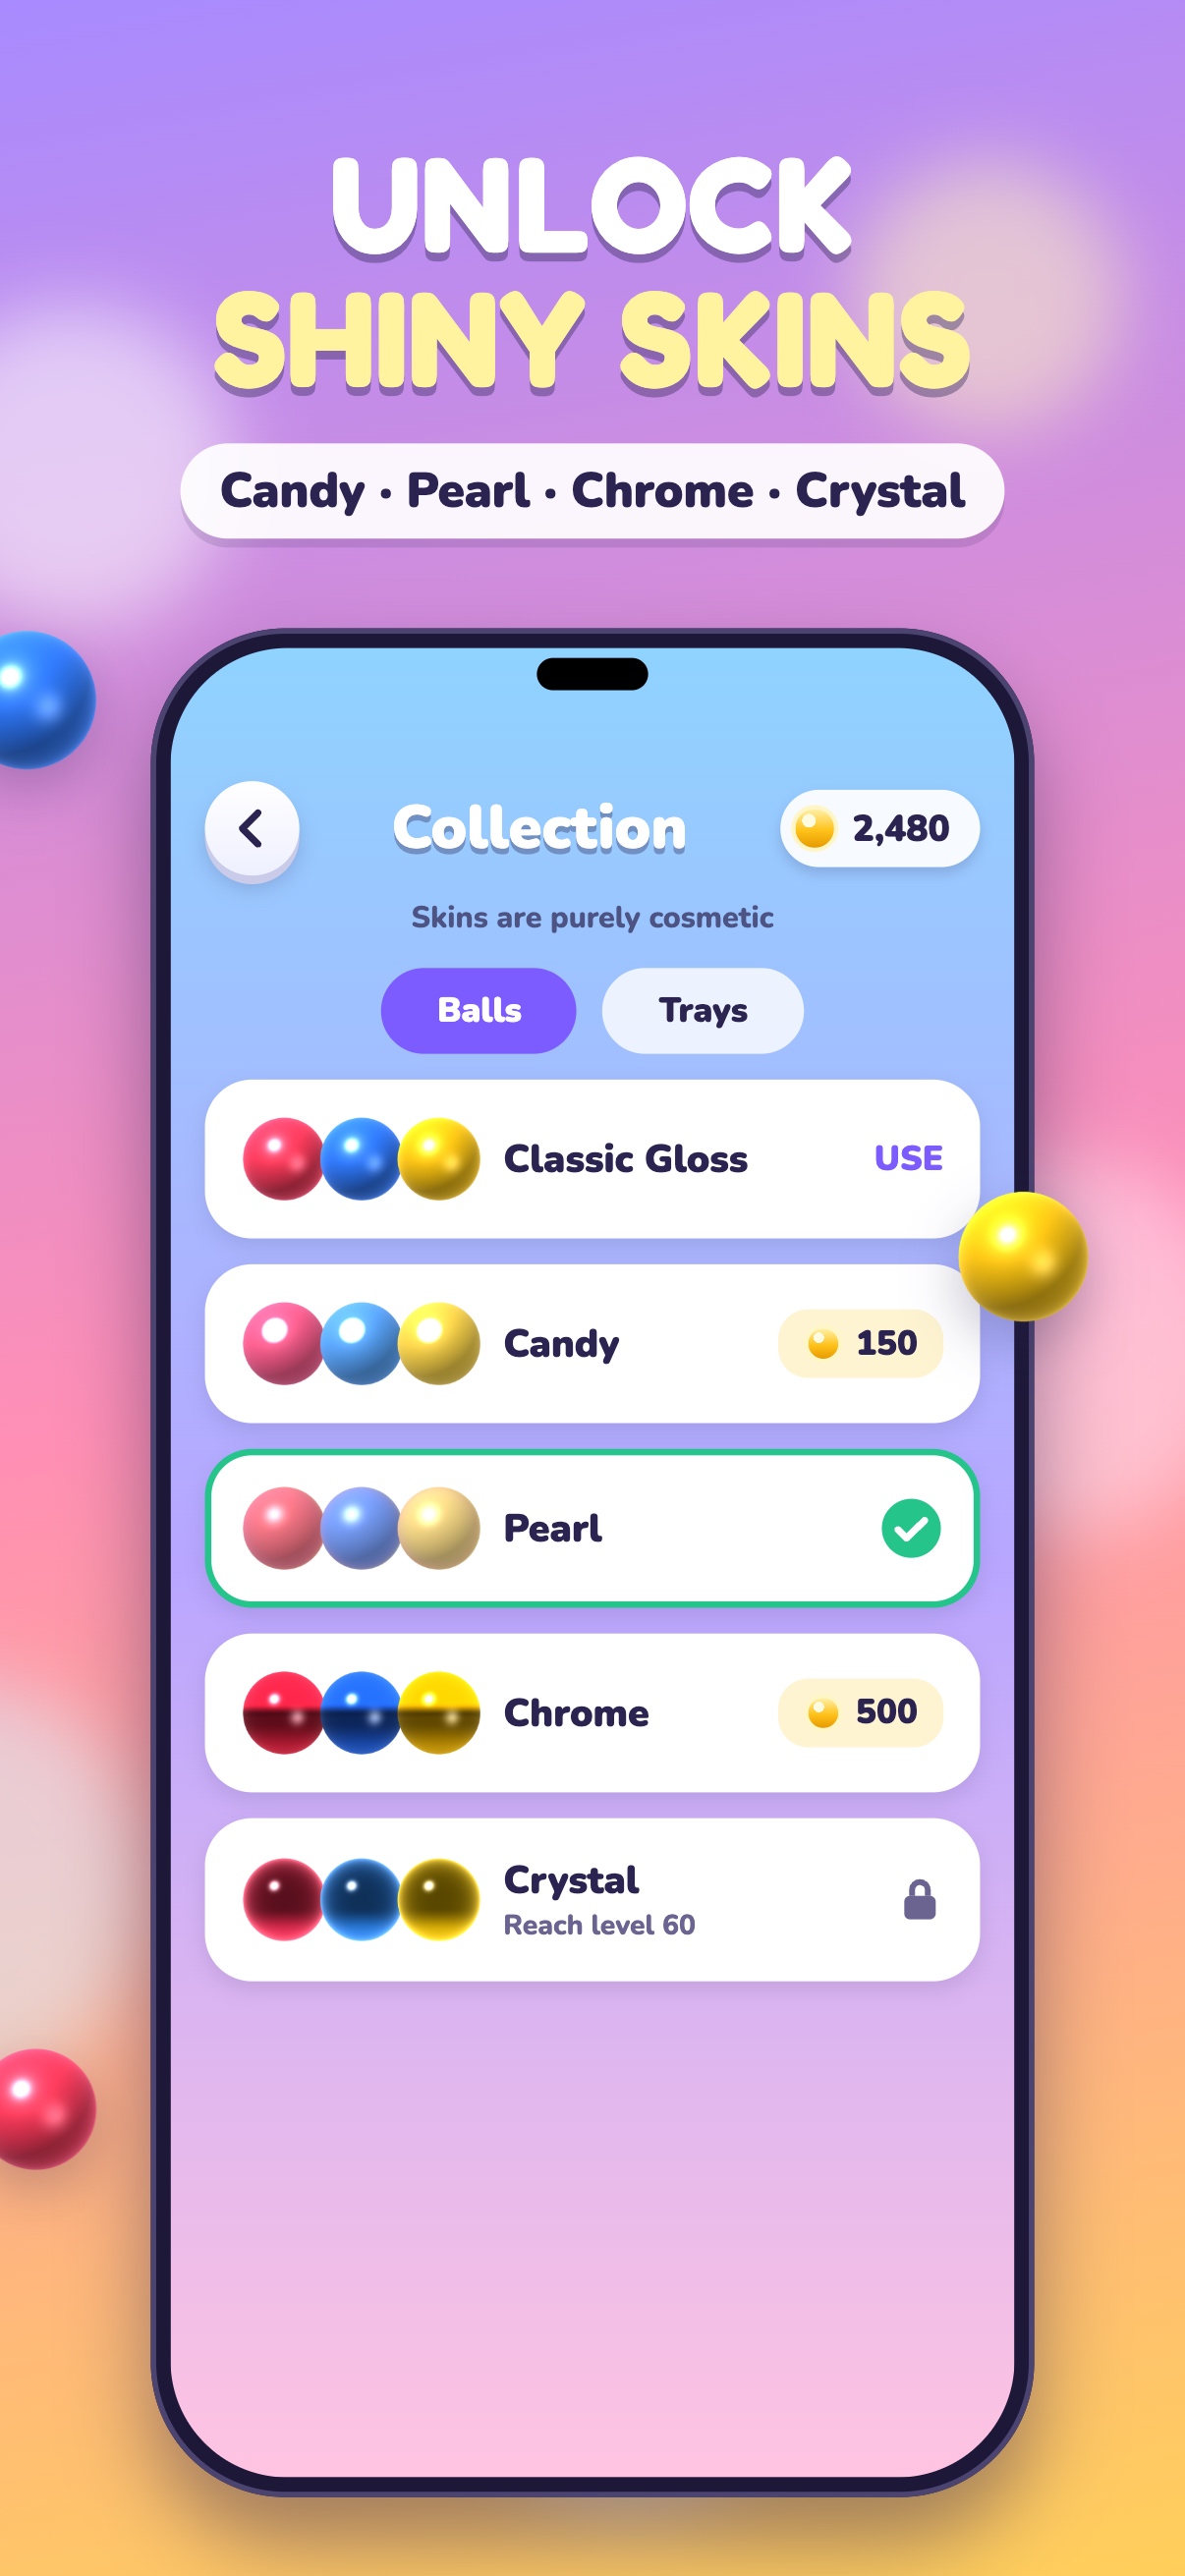 UNLOCK
SHINY SKINS
Candy · Pearl · Chrome · Crystal
Collection
2,480
Skins are purely cosmetic
Balls
Trays
Classic Gloss
USE
Candy
150
Pearl
Chrome
500
Crystal
Reach level 60